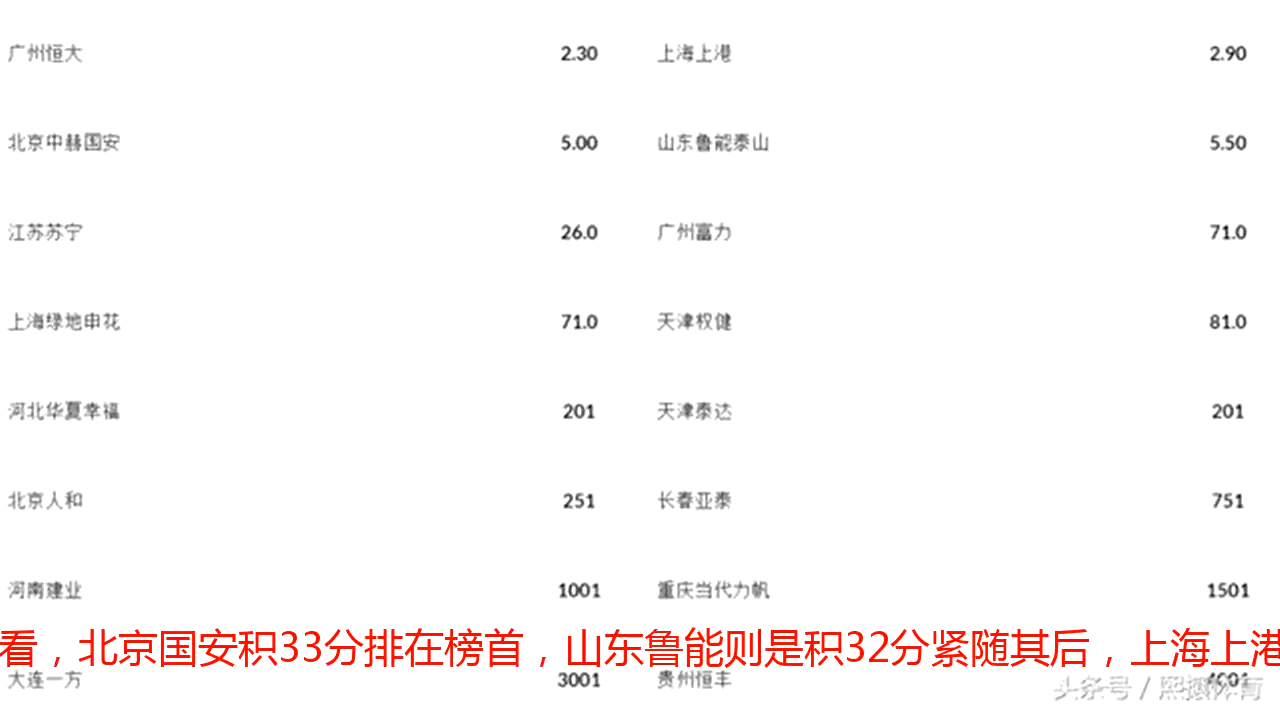 广州恒大 2.30 上海上港 2.90
北京中赫国安 5.00 山东鲁能泰山 5.50
江苏苏宁 26.0 广州富力 71.0
上海绿地申花 71.0 天津权健 81.0
河北华夏幸福 201 天津泰达 201
北京人和 251 长春亚泰 751
河南建业 1001 重庆当代力帆 1501
看，北京国安积33分排在榜首，山东鲁能则是积32分紧随其后，上海上港
大连一方 3001 贵州恒丰 4001
头条号 / 熙攘体育